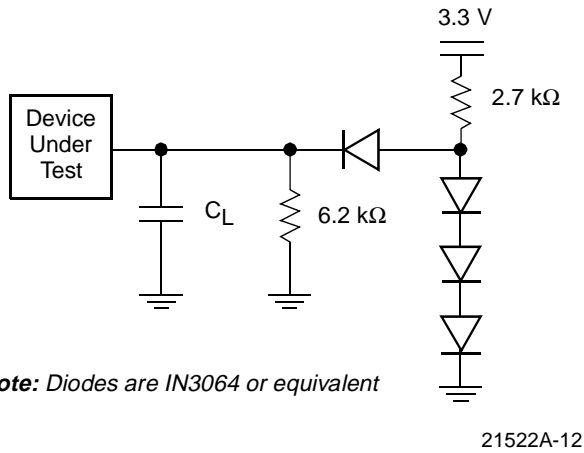 3.3 V
2.7 kΩ
Device
Under
Test
CL
6.2 kΩ
ote: Diodes are IN3064 or equivalent
21522A-12